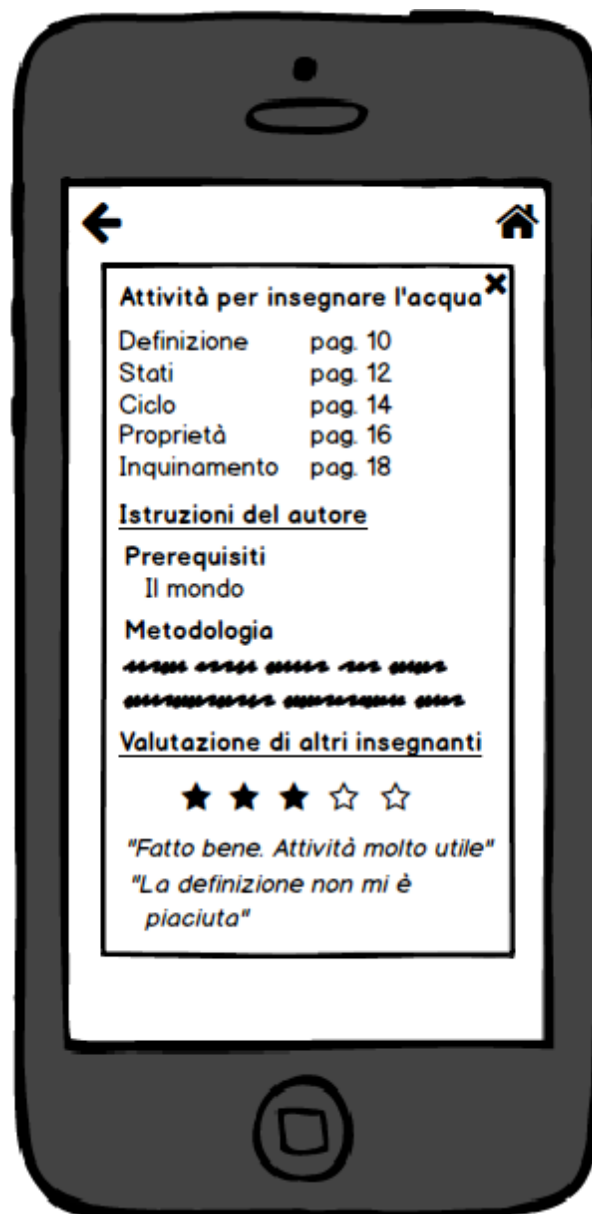 Attività per insegnare l'acqua
Definizione pag. 10
Stati pag. 12
Ciclo pag. 14
Proprietà pag. 16
Inquinamento pag. 18
Istruzioni del autore
Prerequisiti
Il mondo
Metodologia
Valutazione di altri insegnanti
"Fatto bene. Attività molto utile"
"La definizione non mi è
piaciuta"